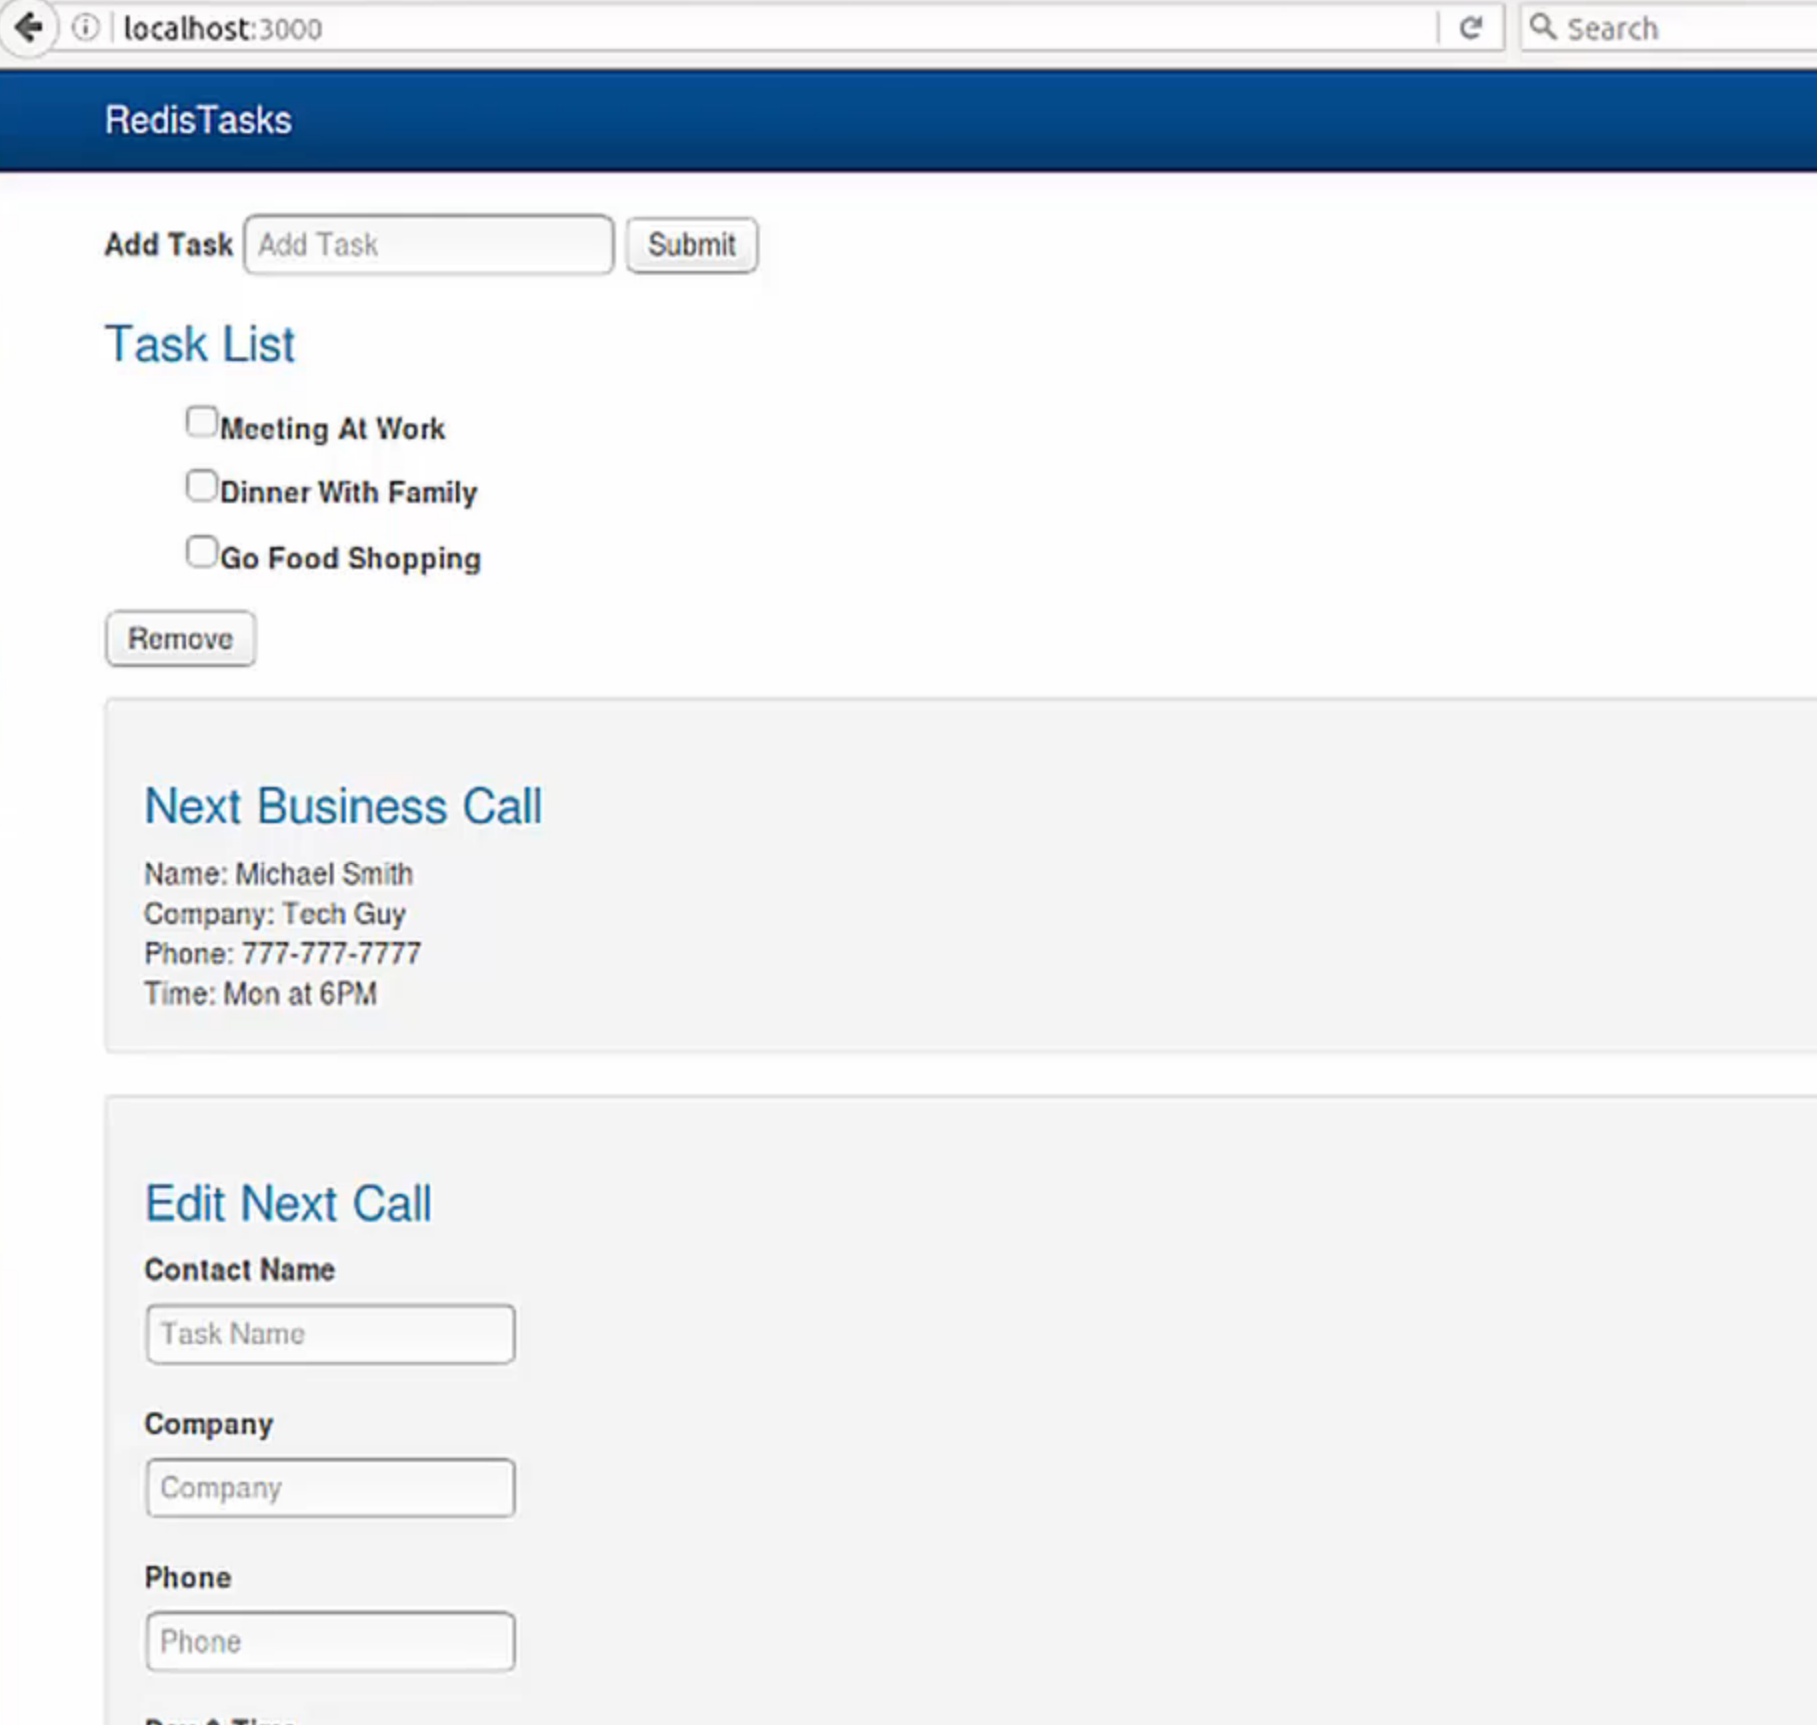 localhost:3000
Search
RedisTasks
Add Task Add Task Submit
Task List
Meeting At Work
Dinner With Family
Go Food Shopping
Remove
Next Business Call
Name: Michael Smith
Company: Tech Guy
Phone: 777-777-7777
Time: Mon at 6PM
Edit Next Call
Contact Name
Task Name
Company
Company
Phone
Phone